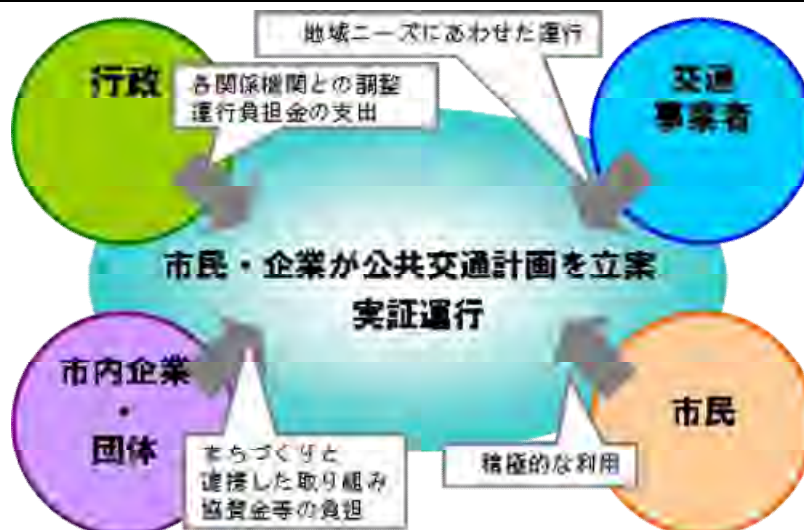 地域ニーズにあわせた運行
行政
各関係機関との調整
運行負担金の支出
交通
事業者
市民・企業が公共交通計画を立案
実証運行
市内企業
・
団体
まちづくりと
連携した取り組み
協賛金等の負担
市民
積極的な利用